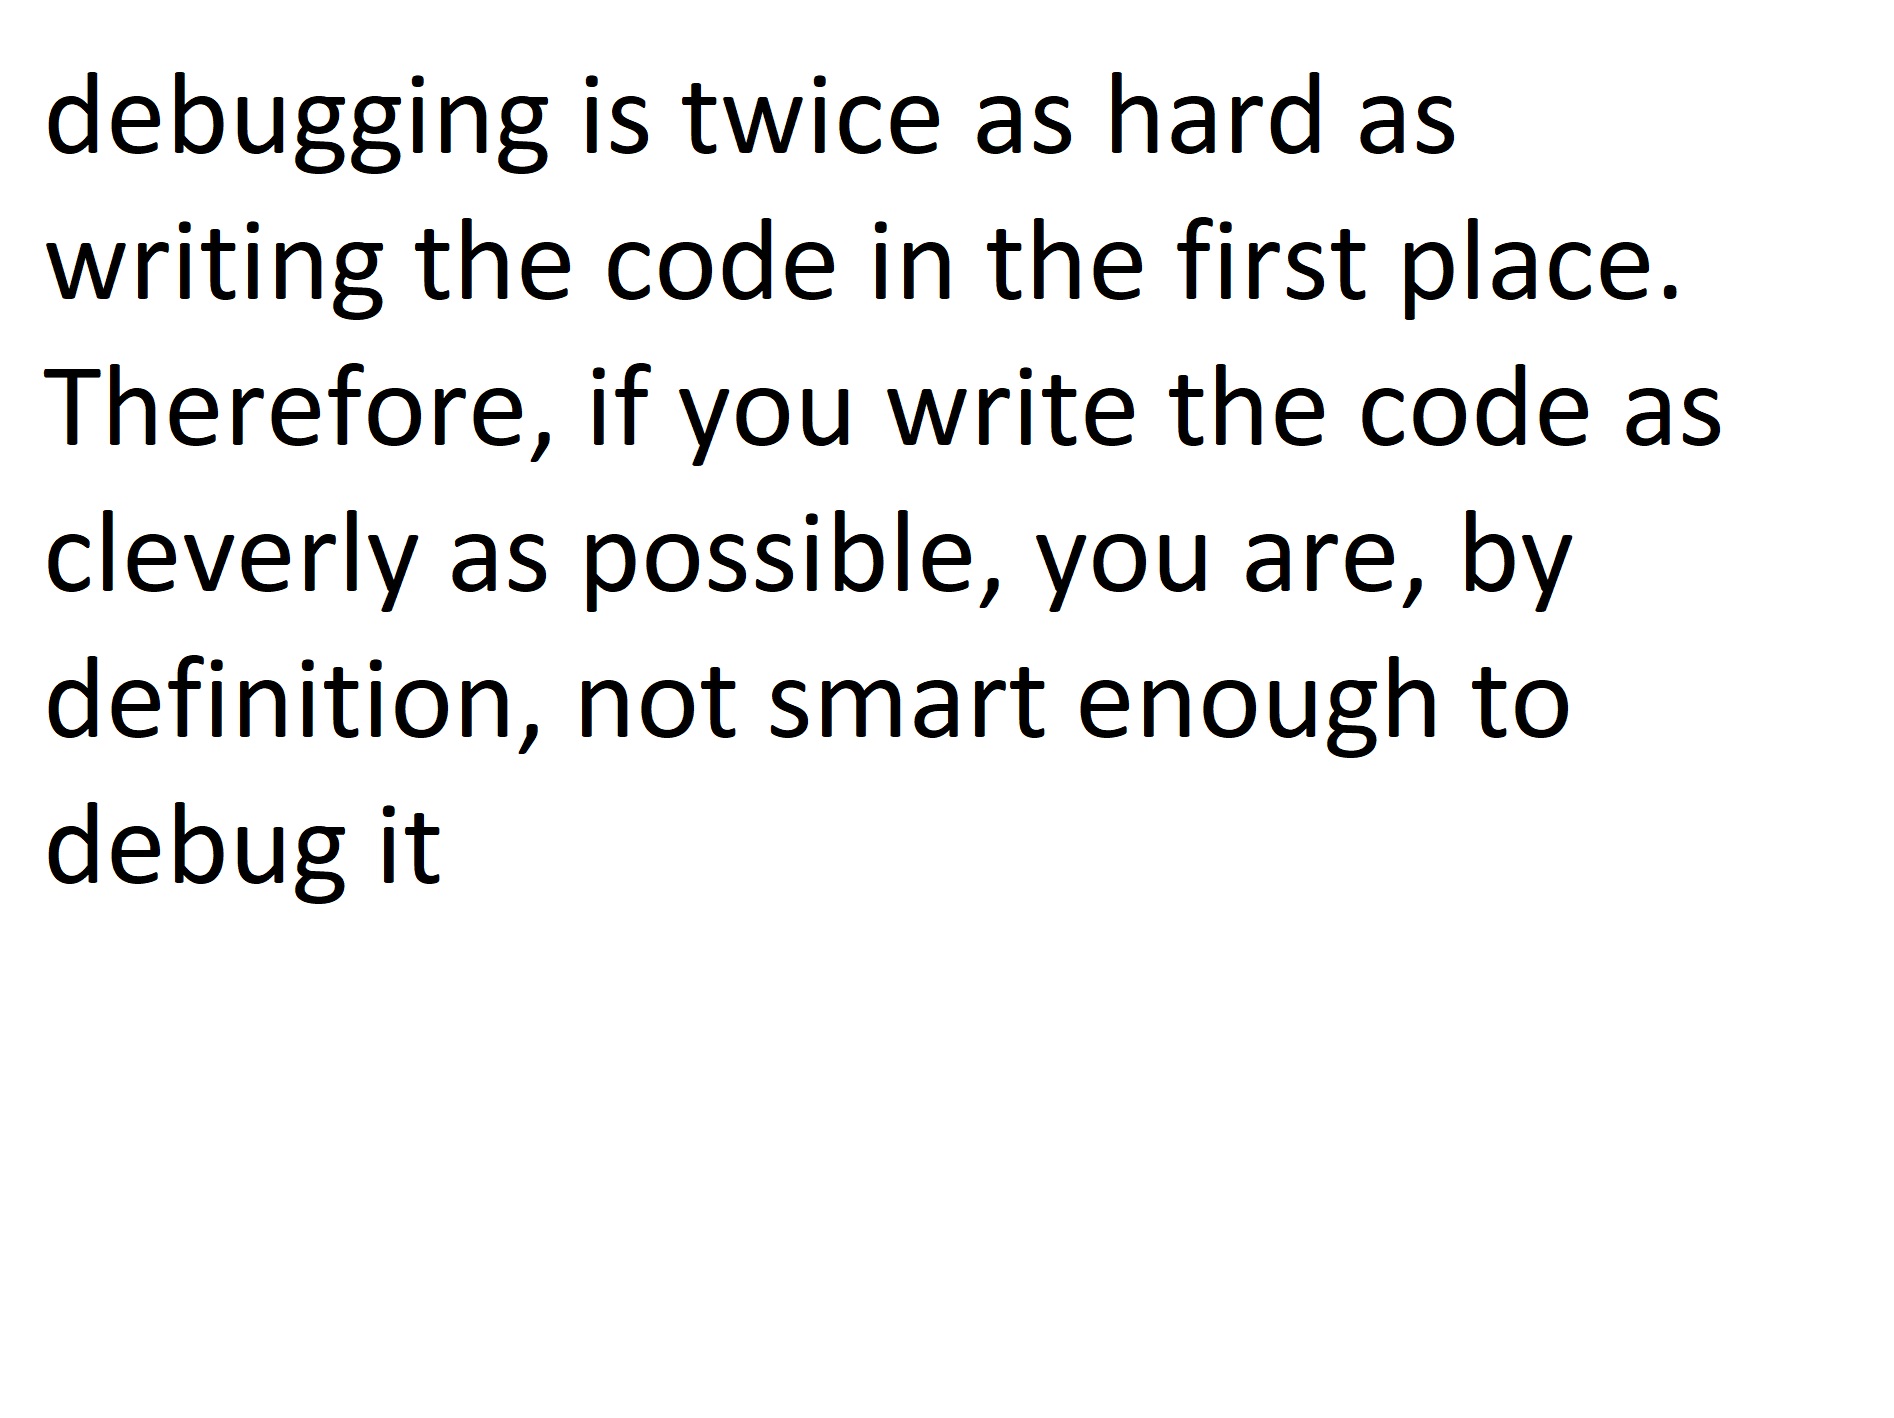 debugging is twice as hard as
writing the code in the first place.
Therefore, if you write the code as
cleverly as possible, you are, by
definition, not smart enough to
debug it